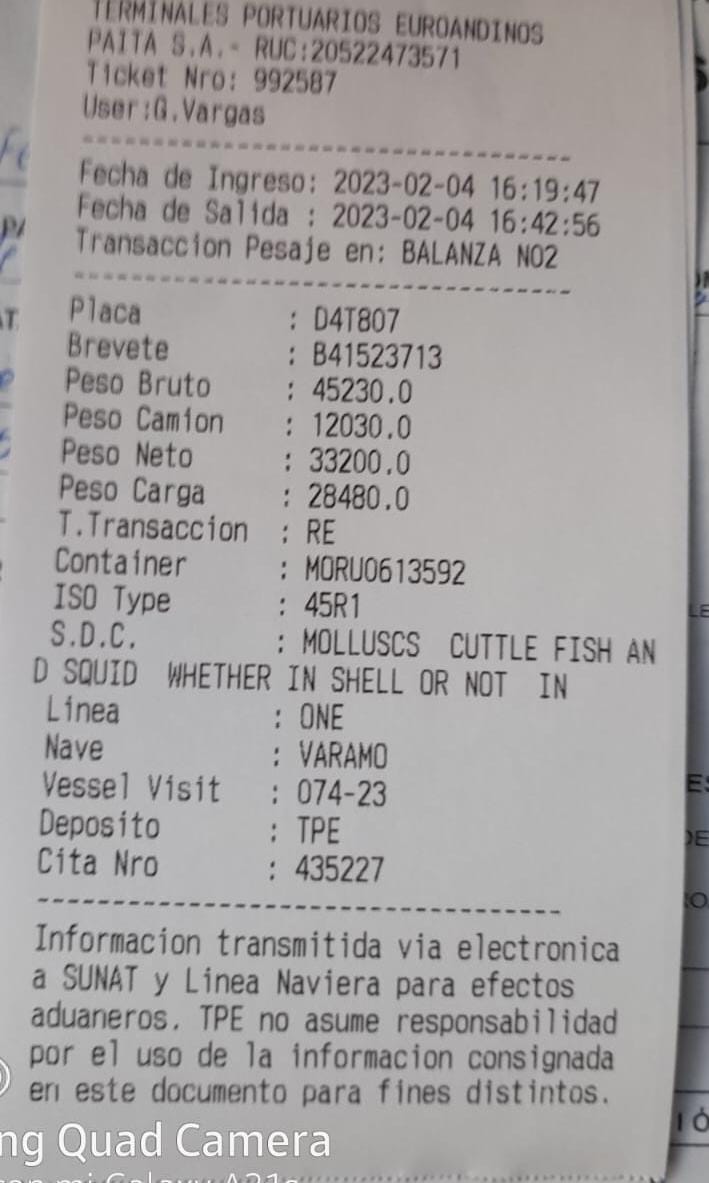 TERMINALES PORTUARIOS EUROANDINOS
PAITA S.A.- RUC:20522473571
Ticket Nro: 992587
User:G.Vargas
Fecha de Ingreso: 2023-02-04 16:19:47
Fecha de Salida : 2023-02-04 16:42:56
Transaccion Pesaje en: BALANZA NO2
Placa : D4T807
Brevete : B41523713
Peso Bruto : 45230.0
Peso Camion : 12030.0
Peso Neto : 33200.0
Peso Carga : 28480.0
T.Transaccion : RE
Container : MORU0613592
ISO Type : 45R1
S.D.C. : MOLLUSCS CUTTLE FISH AN
D SQUID WHETHER IN SHELL OR NOT IN
Linea : ONE
Nave : VARAMO
Vessel Visit : 074-23
Deposito : TPE
Cita Nro : 435227
Informacion transmitida via electronica
a SUNAT y Linea Naviera para efectos
aduaneros. TPE no asume responsabilidad
por el uso de la informacion consignada
en este documento para fines distintos.
ng Quad Camera
con mi Galaxy A21s